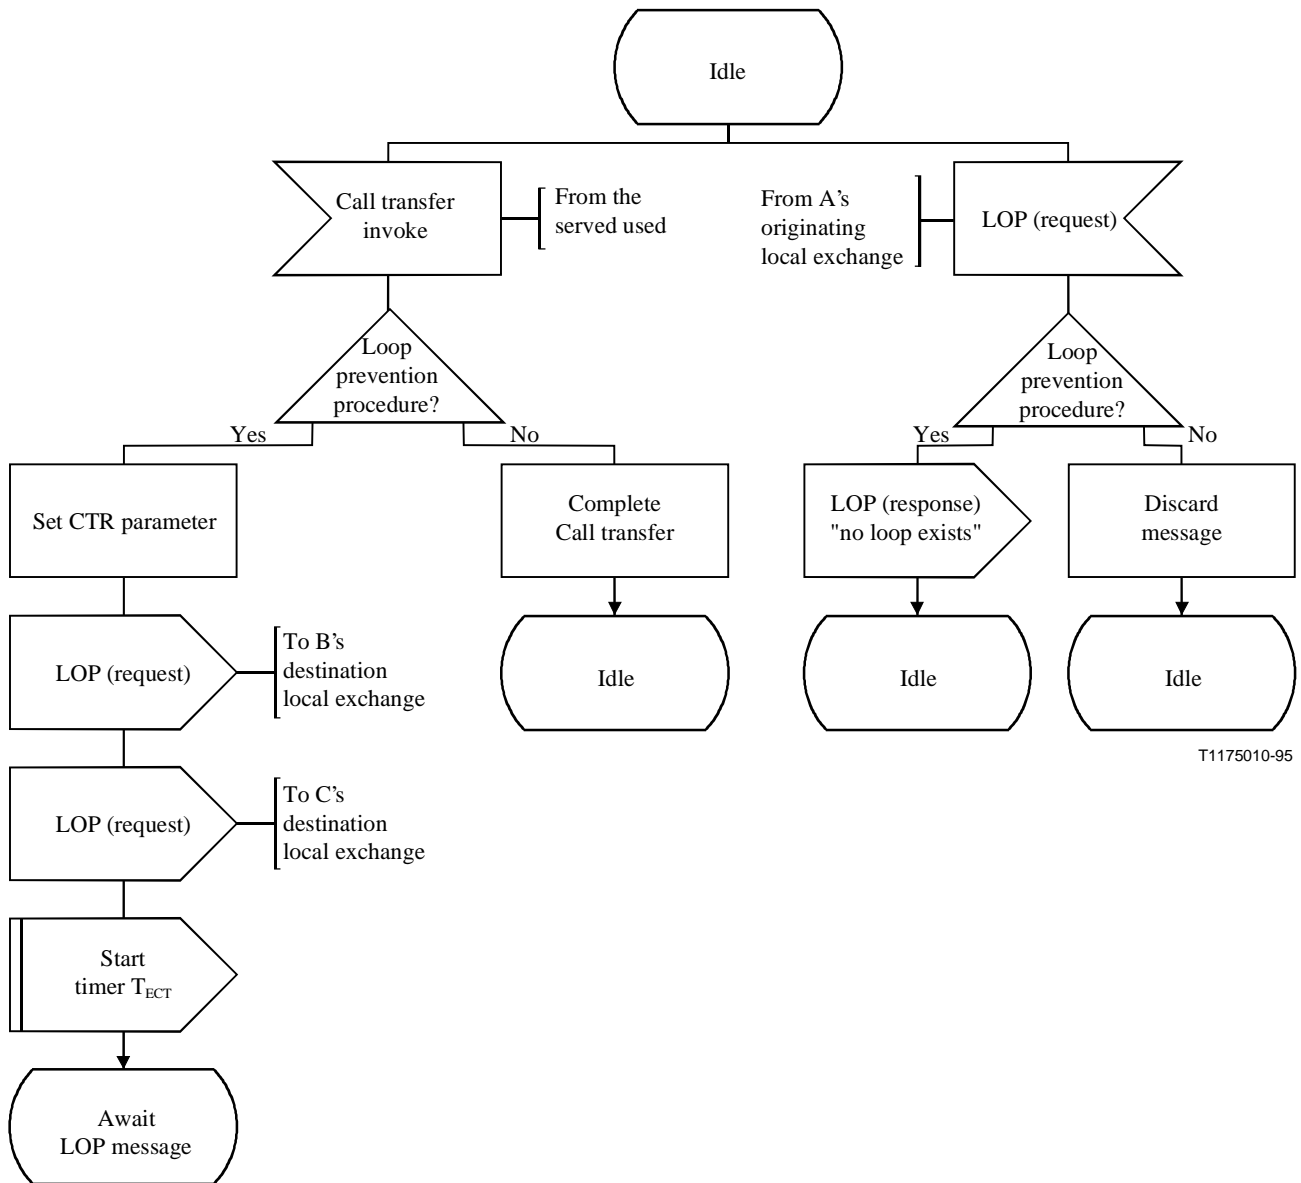 Idle
Call transfer
invoke
From the
served used
From A's
originating
local exchange
LOP (request)
Loop
prevention
procedure?
Yes
No
Loop
prevention
procedure?
Yes
No
Set CTR parameter
Complete
Call transfer
LOP (response)
"no loop exists"
Discard
message
LOP (request)
To B's
destination
local exchange
Idle
Idle
Idle
T1175010-95
LOP (request)
To C's
destination
local exchange
Start
timer TECT
Await
LOP message